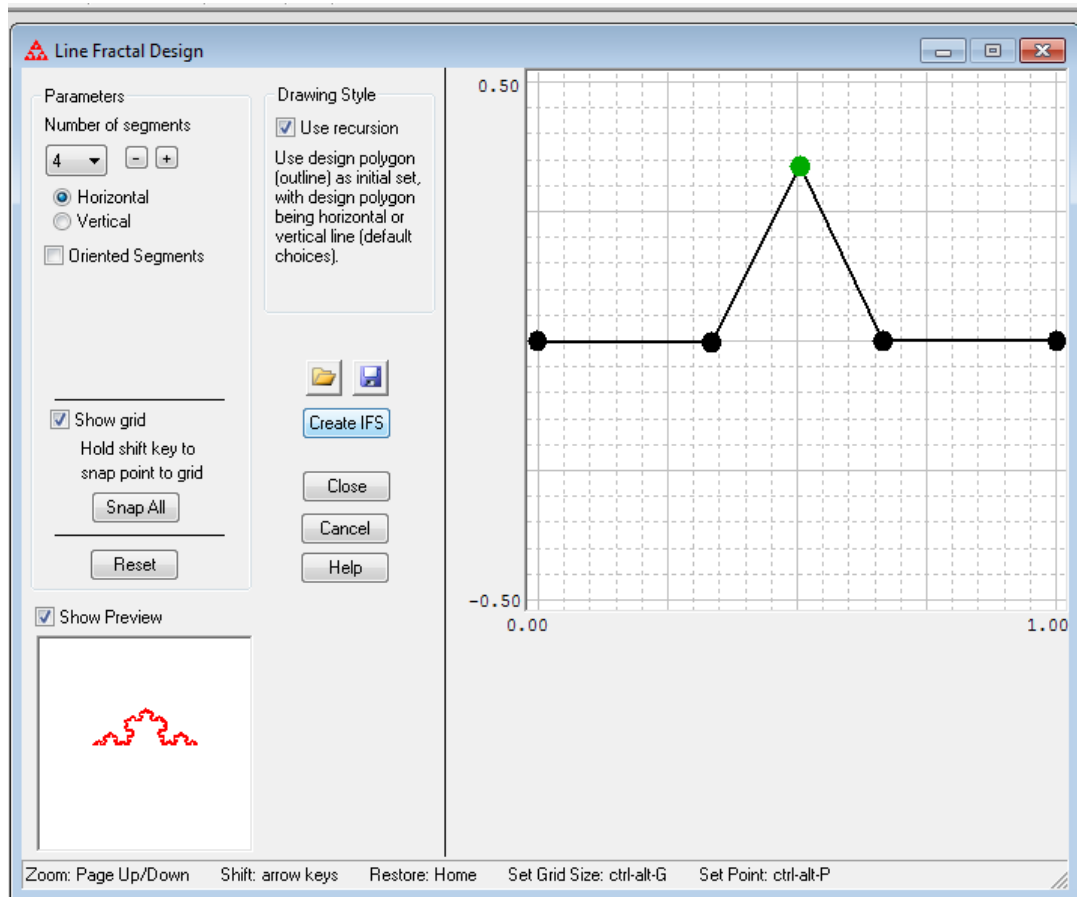 Line Fractal Design
Parameters
Number of segments
4
-
+
Horizontal
Vertical
Oriented Segments
Show grid
Hold shift key to
snap point to grid
Snap All
Reset
Show Preview
Drawing Style
Use recursion
Use design polygon
(outline) as initial set,
with design polygon
being horizontal or
vertical line (default
choices).
Create IFS
Close
Cancel
Help
0.50
-0.50
0.00
1.00
Zoom: Page Up/Down Shift: arrow keys Restore: Home Set Grid Size: ctrl-alt-G Set Point: ctrl-alt-P